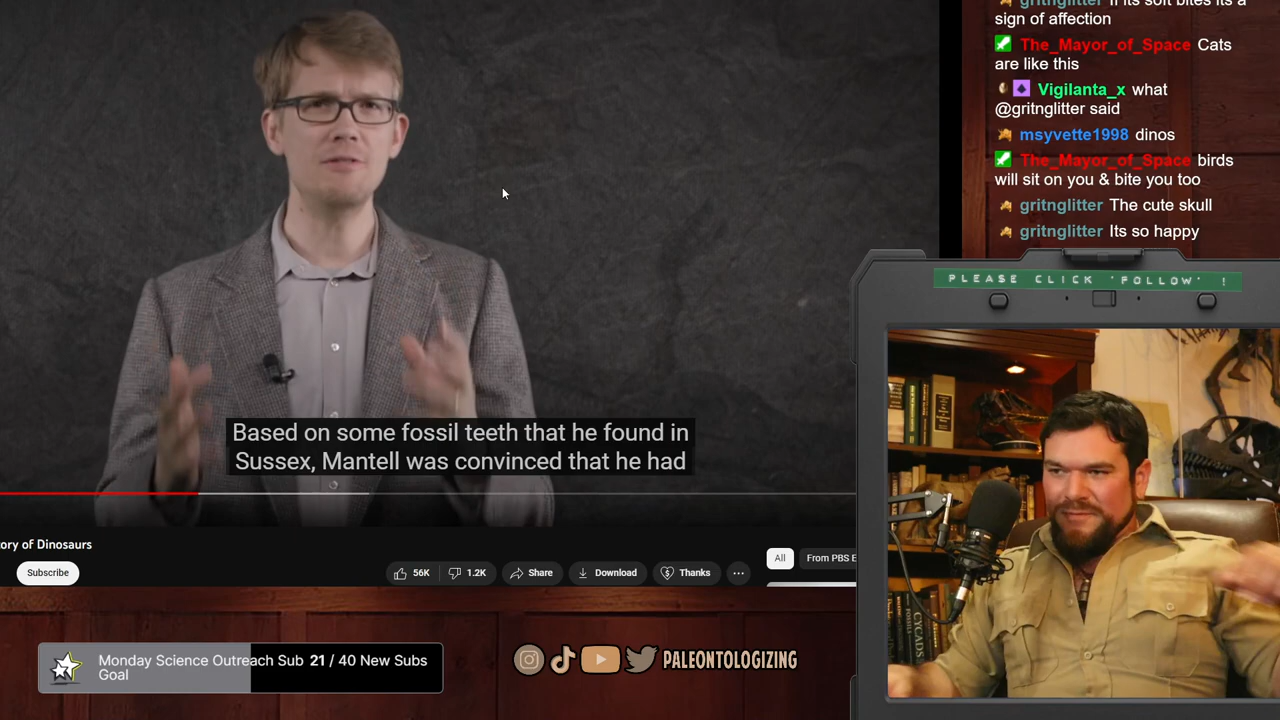 gritnglitter If its soft bites its a
sign of affection
The_Mayor_of_Space Cats
are like this
Vigilanta_x what
@gritnglitter said
msyvette1998 dinos
The_Mayor_of_Space birds
will sit on you & bite you too
gritnglitter The cute skull
gritnglitter Its so happy
PLEASE CLICK 'FOLLOW' !
Based on some fossil teeth that he found in
Sussex, Mantell was convinced that he had
ory of Dinosaurs
Subscribe
56K
1.2K
Share
Download
Thanks
All
From PBS E
CYCADS
Monday Science Outreach Sub 21 / 40 New Subs
Goal
PALEONTOLOGIZING